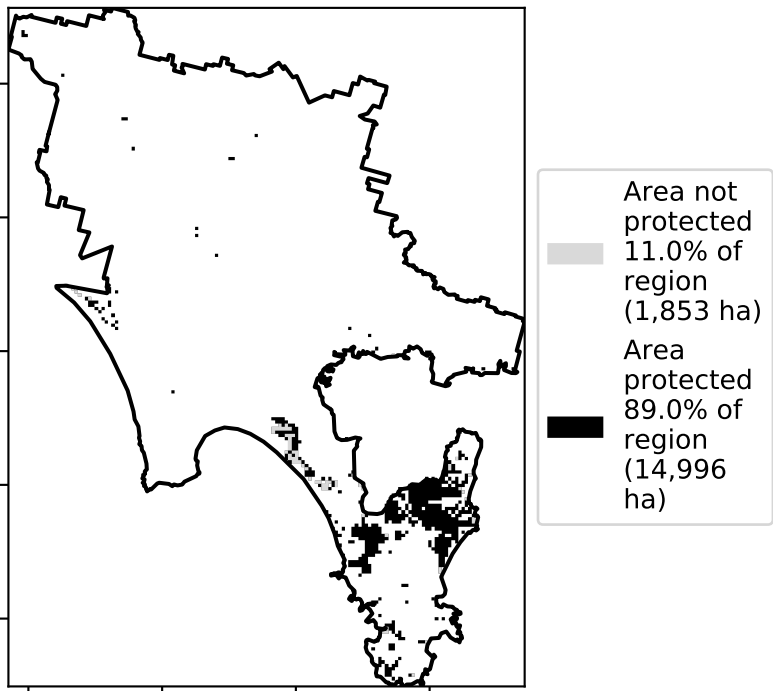 Area not
protected
11.0% of
region
(1,853 ha)
Area
protected
89.0% of
region
(14,996
ha)